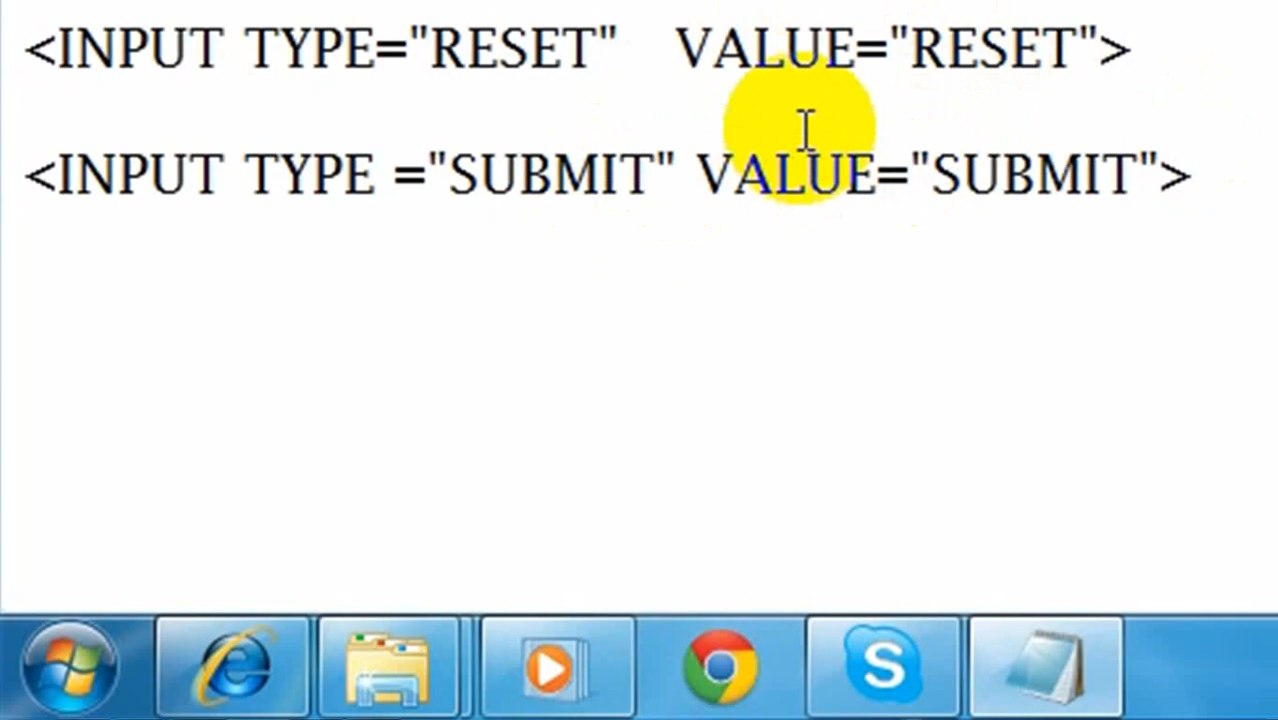 <INPUT TYPE="RESET"   VALUE="RESET">
<INPUT TYPE ="SUBMIT" VALUE="SUBMIT">